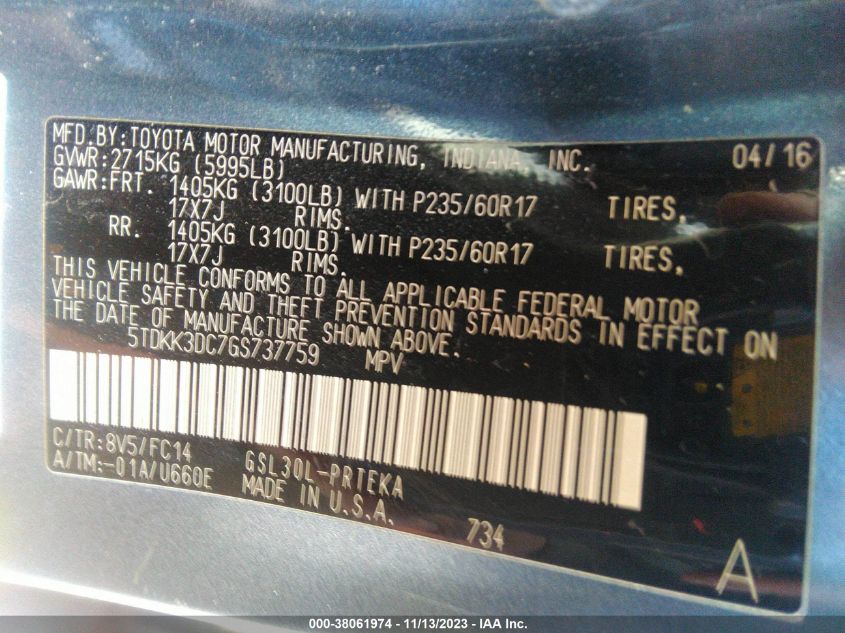 MFD BY:TOYOTA MOTOR MANUFACTURING, INDIANA, INC. 04/16
GVWR:2715KG (5995LB)
GAWR:FRT. 1405KG (3100LB) WITH P235/60R17 TIRES,
17X7J RIMS.
RR. 1405KG (3100LB) WITH P235/60R17 TIRES,
17X7J RIMS.
THIS VEHICLE CONFORMS TO ALL APPLICABLE FEDERAL MOTOR
VEHICLE SAFETY AND THEFT PREVENTION STANDARDS IN EFFECT ON
THE DATE OF MANUFACTURE SHOWN ABOVE.
5TDKK3DC7GS737759 MPV
C/TR:8V5/FC14 GSL30L-PRTEKA
A/TM:-01A/U660E MADE IN U.S.A.
734
A
000-38061974 - 11/13/2023 - IAA Inc.